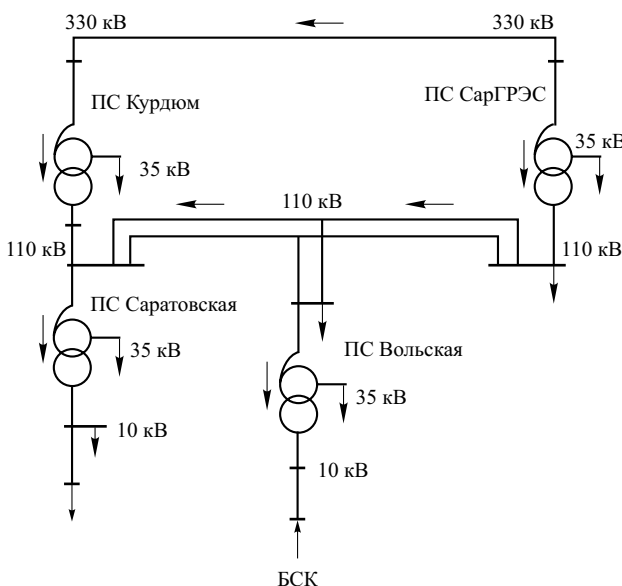 330 кВ
330 кВ
ПС СарГРЭС
ПС Курдюм
35 кВ
35 кВ
110 кВ
110 кВ
110 кВ
ПС Саратовская
35 кВ
ПС Вольская
35 кВ
10 кВ
10 кВ
БСК